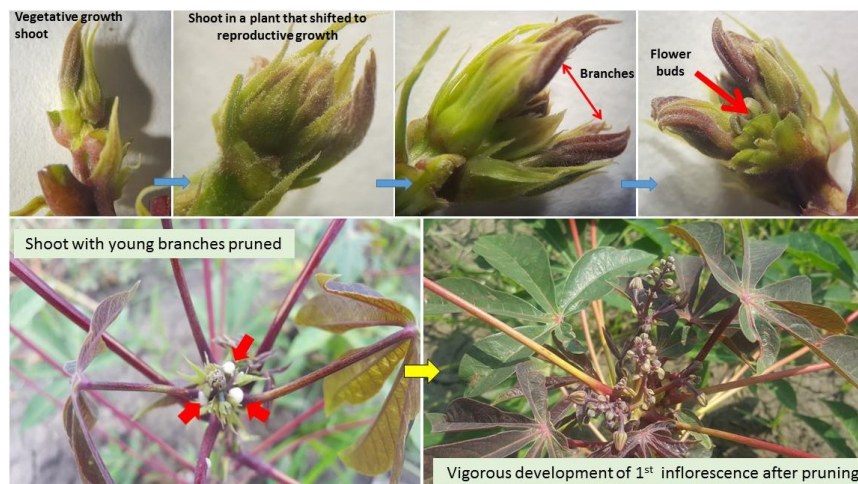 Vegetative growth
shoot
Shoot in a plant that shifted to
reproductive growth
Branches
Flower
buds
Shoot with young branches pruned
Vigorous development of 1st inflorescence after pruning